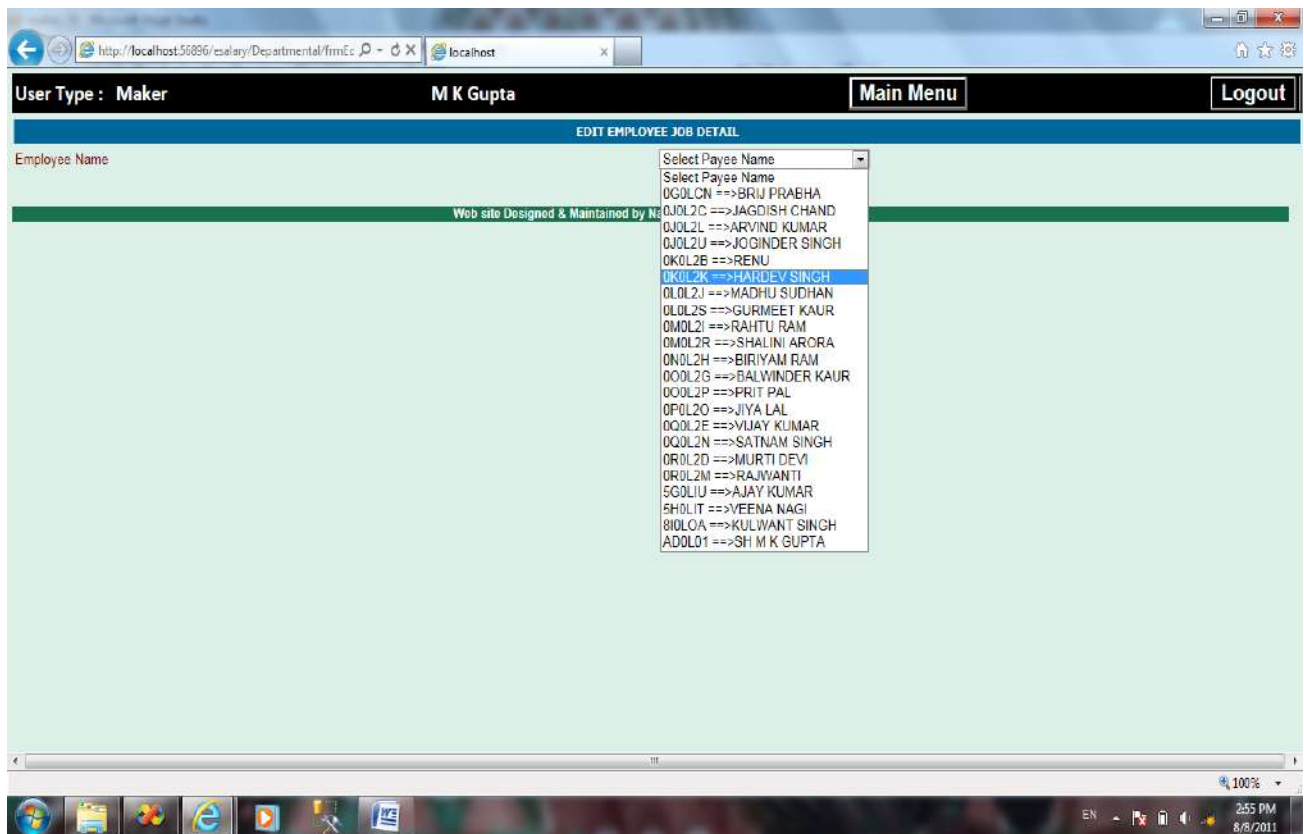 http://localhost:56896/esalary/Departmental/frmEc
localhost
User Type : Maker M K Gupta Main Menu Logout
EDIT EMPLOYEE JOB DETAIL
Employee Name Select Payee Name
Select Payee Name
0G0LCN ==>BRIJ PRABHA
0J0L2C ==>JAGDISH CHAND
0J0L2L ==>ARVIND KUMAR
0J0L2U ==>JOGINDER SINGH
0K0L2B ==>RENU
0K0L2K ==>HARDEV SINGH
0L0L2J ==>MADHU SUDHAN
0L0L2S ==>GURMEET KAUR
0M0L2I ==>RAHTU RAM
0M0L2R ==>SHALINI ARORA
0N0L2H ==>BIRIYAM RAM
0O0L2G ==>BALWINDER KAUR
0O0L2P ==>PRIT PAL
0P0L2O ==>JIYA LAL
0Q0L2E ==>VIJAY KUMAR
0Q0L2N ==>SATNAM SINGH
0R0L2D ==>MURTI DEVI
0R0L2M ==>RAJWANTI
5G0LIU ==>AJAY KUMAR
5H0LIT ==>VEENA NAGI
8I0LOA ==>KULWANT SINGH
AD0L01 ==>SH M K GUPTA
Web site Designed & Maintained by Na
100%
EN 2:55 PM
8/8/2011